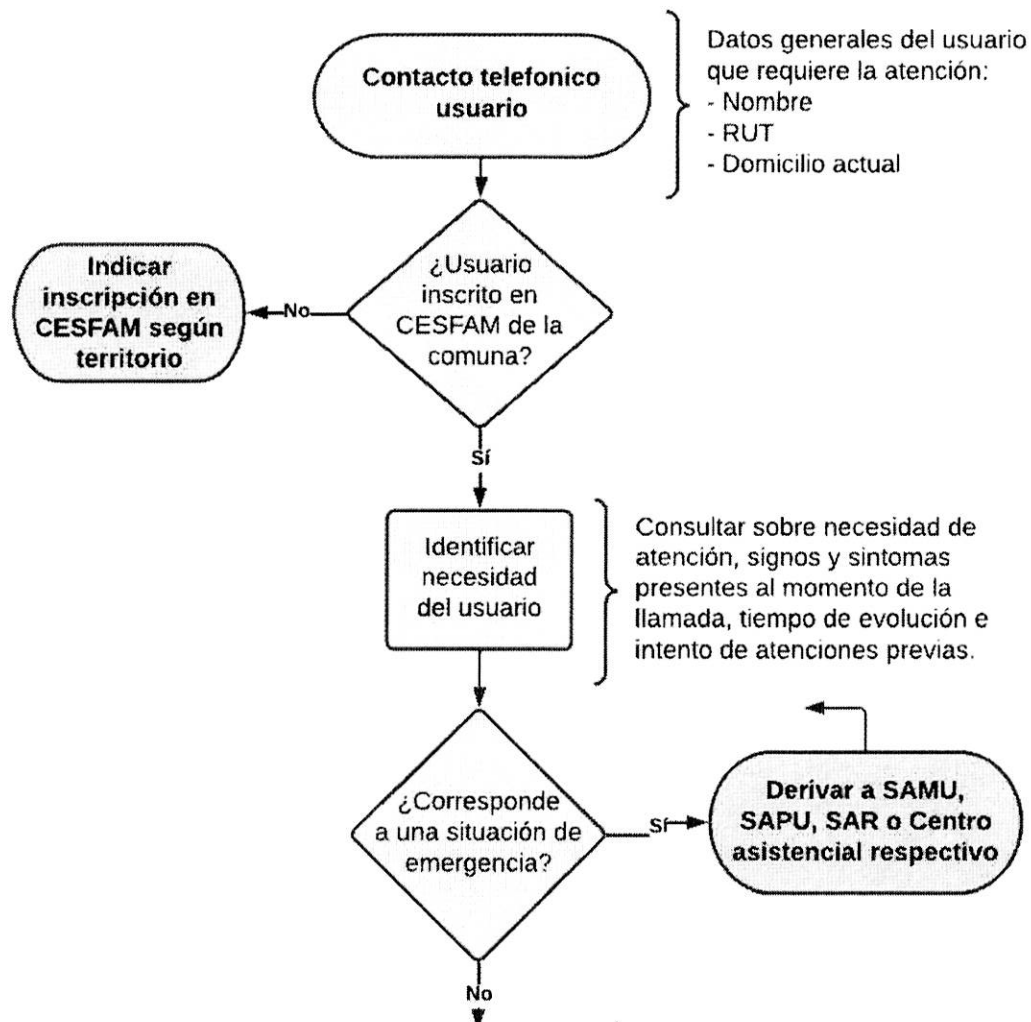 Contacto telefonico
usuario
Datos generales del usuario
que requiere la atención:
- Nombre
- RUT
- Domicilio actual
¿Usuario
inscrito en
CESFAM de la
comuna?
No
Indicar
inscripción en
CESFAM según
territorio
Sí
Identificar
necesidad
del usuario
Consultar sobre necesidad de
atención, signos y sintomas
presentes al momento de la
llamada, tiempo de evolución e
intento de atenciones previas.
¿Corresponde
a una situación de
emergencia?
Sí
Derivar a SAMU,
SAPU, SAR o Centro
asistencial respectivo
No